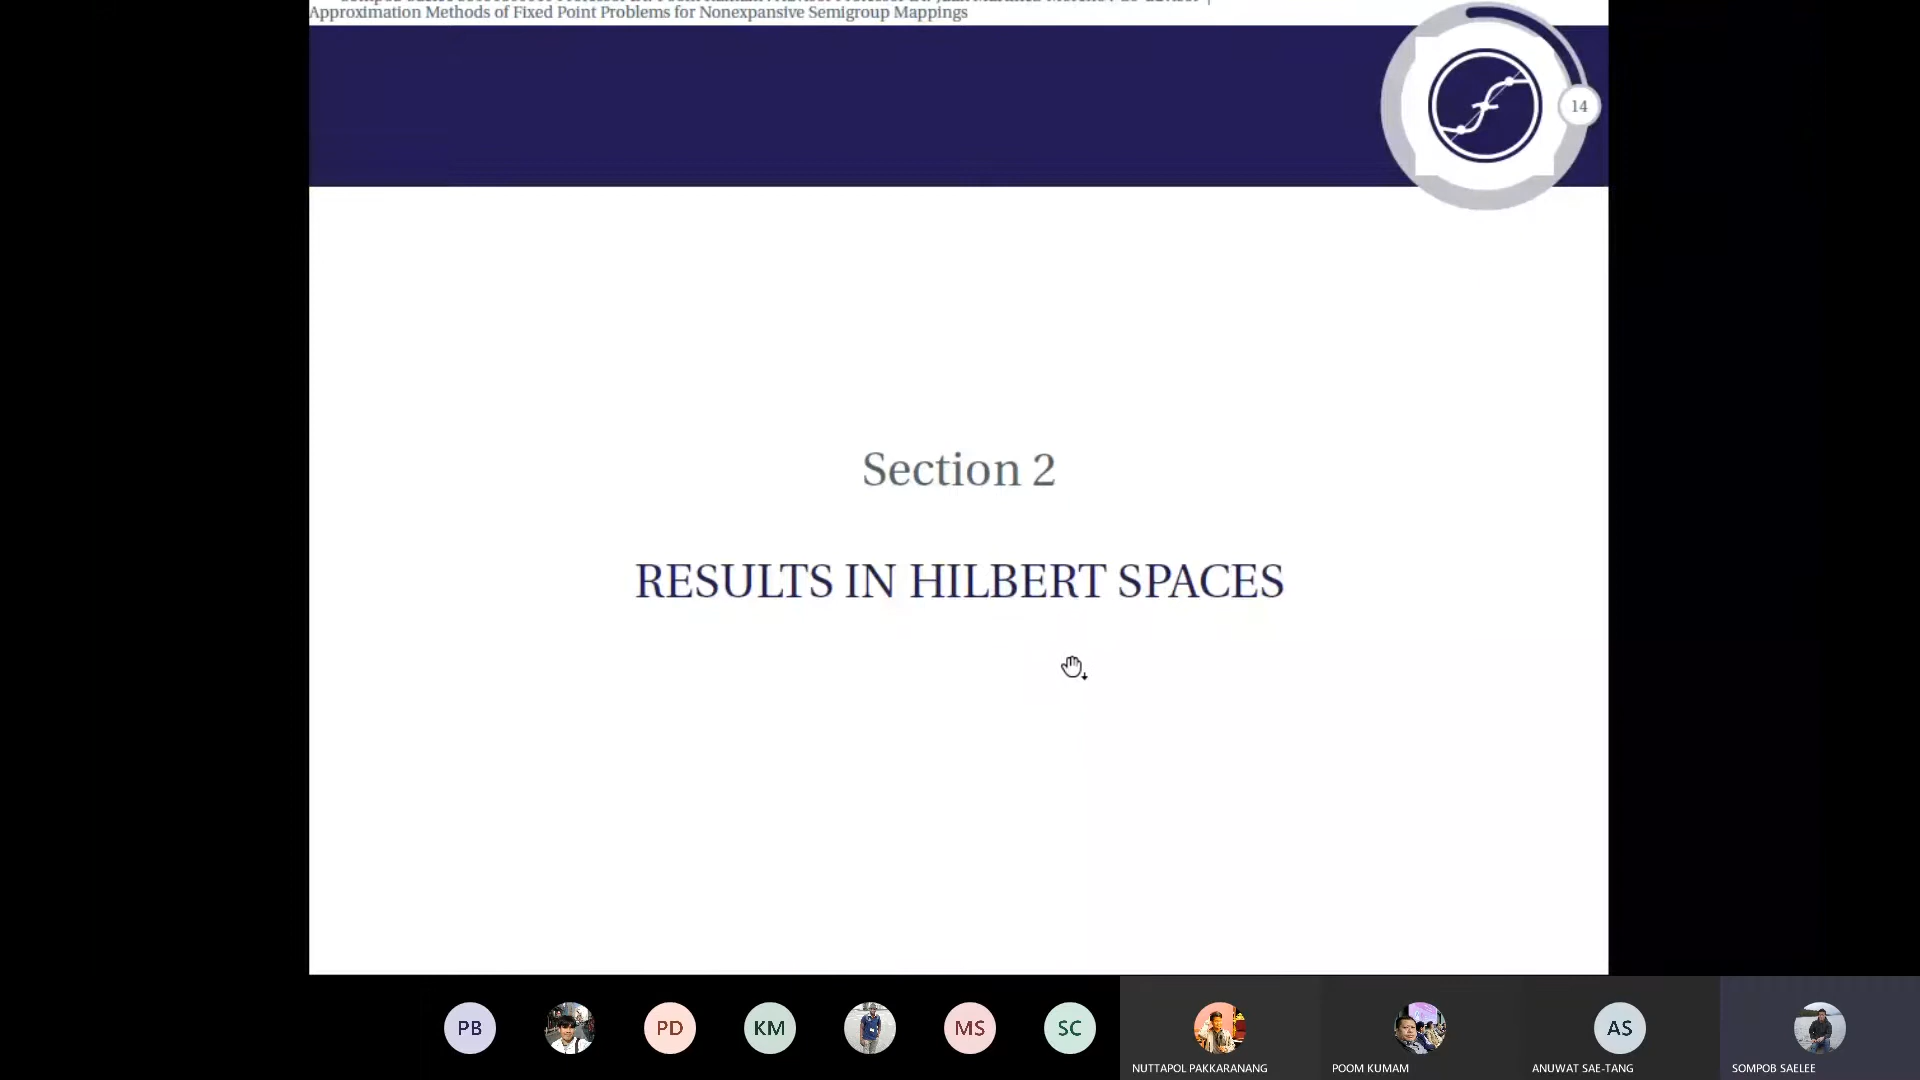 Approximation Methods of Fixed Point Problems for Nonexpansive Semigroup Mappings
14
Section 2
RESULTS IN HILBERT SPACES
PB
PD
KM
MS
SC
AS
NUTTAPOL PAKKARANANG
POOM KUMAM
ANUWAT SAE-TANG
SOMPOB SAELEE